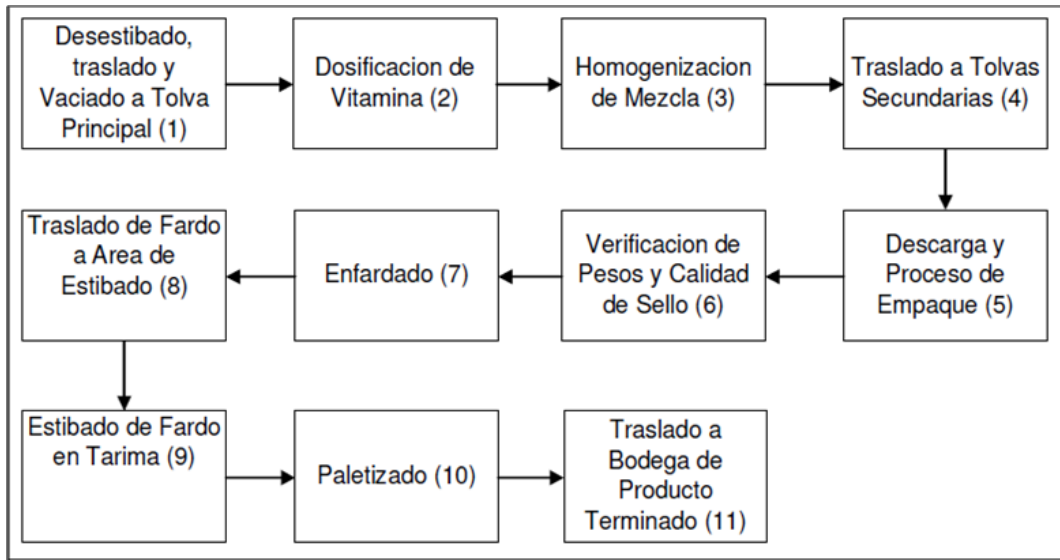 Desestibado,
traslado y
Vaciado a Tolva
Principal (1)
Dosificacion de
Vitamina (2)
Homogenizacion
de Mezcla (3)
Traslado a Tolvas
Secundarias (4)
Descarga y
Proceso de
Empaque (5)
Verificacion de
Pesos y Calidad
de Sello (6)
Enfardado (7)
Traslado de Fardo
a Area de
Estibado (8)
Estibado de Fardo
en Tarima (9)
Paletizado (10)
Traslado a
Bodega de
Producto
Terminado (11)